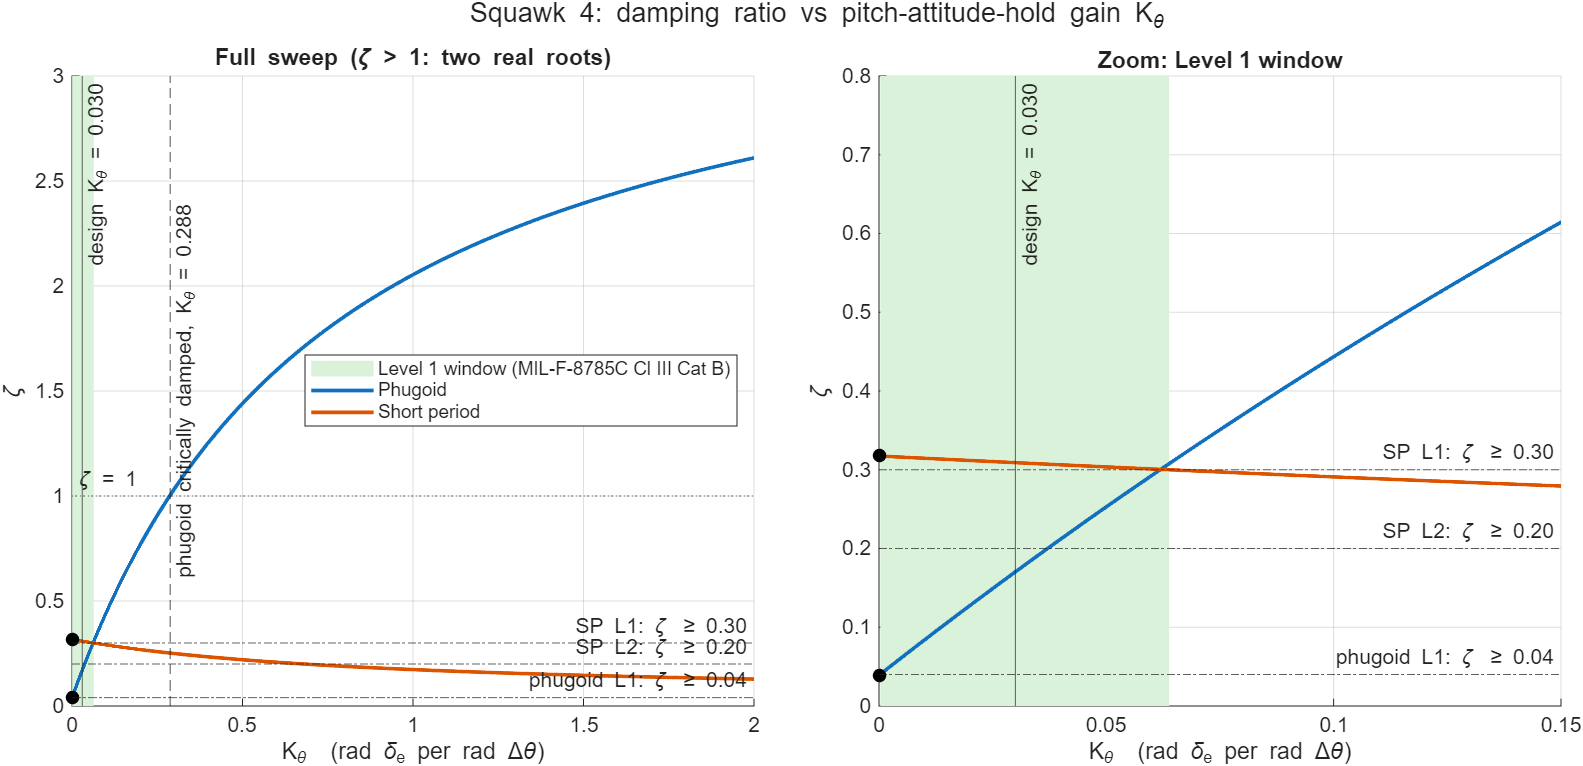 Squawk 4: damping ratio vs pitch-attitude-hold gain Kθ
Full sweep (ζ > 1: two real roots)
3
2.5
2
1.5
1
0.5
0
ζ
design Kθ = 0.030
phugoid critically damped, Kθ = 0.288
Level 1 window (MIL-F-8785C Cl III Cat B)
Phugoid
Short period
ζ = 1
SP L1: ζ ≥ 0.30
SP L2: ζ ≥ 0.20
phugoid L1: ζ ≥ 0.04
0 0.5 1 1.5 2
Kθ (rad δe per rad Δθ)
Zoom: Level 1 window
0.8
0.7
0.6
0.5
0.4
0.3
0.2
0.1
0
ζ
design Kθ = 0.030
SP L1: ζ ≥ 0.30
SP L2: ζ ≥ 0.20
phugoid L1: ζ ≥ 0.04
0 0.05 0.1 0.15
Kθ (rad δe per rad Δθ)